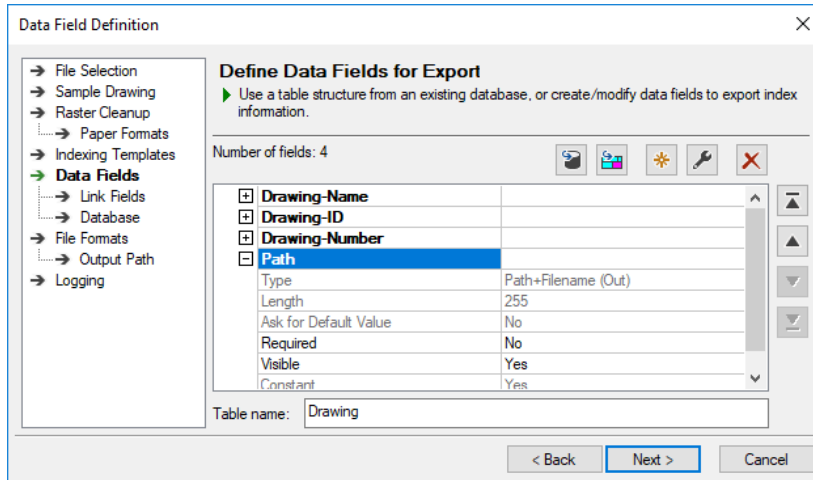 Data Field Definition
File Selection
Sample Drawing
Raster Cleanup
Paper Formats
Indexing Templates
Data Fields
Link Fields
Database
File Formats
Output Path
Logging
Define Data Fields for Export
Use a table structure from an existing database, or create/modify data fields to export index
information.
Number of fields: 4
Drawing-Name
Drawing-ID
Drawing-Number
Path
Type Path+Filename (Out)
Length 255
Ask for Default Value No
Required No
Visible Yes
Constant Yes
Table name: Drawing
< Back Next > Cancel